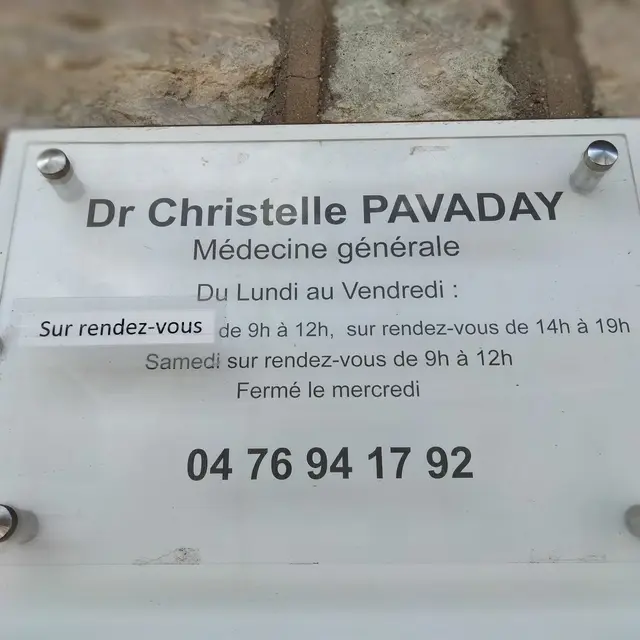 Dr Christelle PAVADAY
Médecine générale
Du Lundi au Vendredi :
Sur rendez-vous de 9h à 12h, sur rendez-vous de 14h à 19h
Samedi sur rendez-vous de 9h à 12h
Fermé le mercredi
04 76 94 17 92